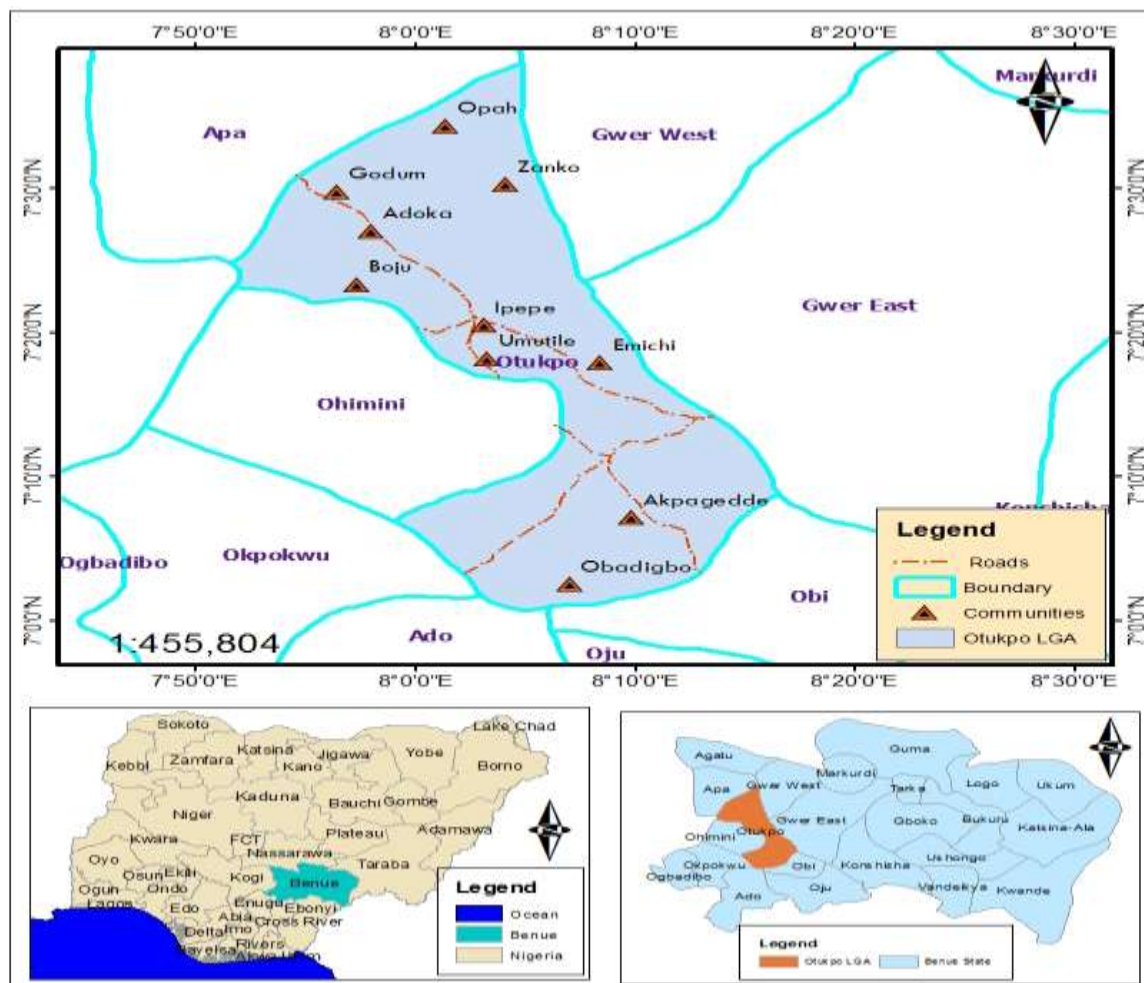 7°50'0"E 8°0'0"E 8°10'0"E 8°20'0"E 8°30'0"E
Markurdi
Opah
Apa
Gwer West
7°30'0"N
Godum
Zanko
7°30'0"N
Adoka
Boju
Ipepe
Gwer East
7°20'0"N
Umutile
Emichi
7°20'0"N
Otukpo
Ohimini
7°10'0"N
Akpagedde
7°10'0"N
Konshisha
Legend
Ogbadibo
Okpokwu
Obadigbo
Obi
Roads
Boundary
Communities
Otukpo LGA
7°0'0"N
Ado
Oju
7°0'0"N
1:455,804
7°50'0"E 8°0'0"E 8°10'0"E 8°20'0"E 8°30'0"E
Sokoto
Lake Chad
Kebbi
Zamfara
Katsina
Kano
Jigawa
Yobe
Borno
Kaduna
Bauchi
Gombe
Niger
Adamawa
Plateau
Kwara
FCT
Nassarawa
Taraba
Oyo
Osun
Ekiti
Kogi
Benue
Ogun
Ondo
Lagos
Edo
Enugu
Ebonyi
Abia
Cross River
Imo
Delta
Rivers
Bayelsa
N
Legend
Ocean
Benue
Nigeria
Agatu
Guma
Apa
Gwer West
Markurdi
Tarka
Logo
Ukum
Otukpo
Gwer East
Gboko
Bukuru
Katsina-Ala
Ohimini
Okpokwu
Ogbadibo
Obi
Konshisha
Ushongo
Ado
Oju
Vandeikya
Kwande
Legend
Otukpo LGA
Benue State